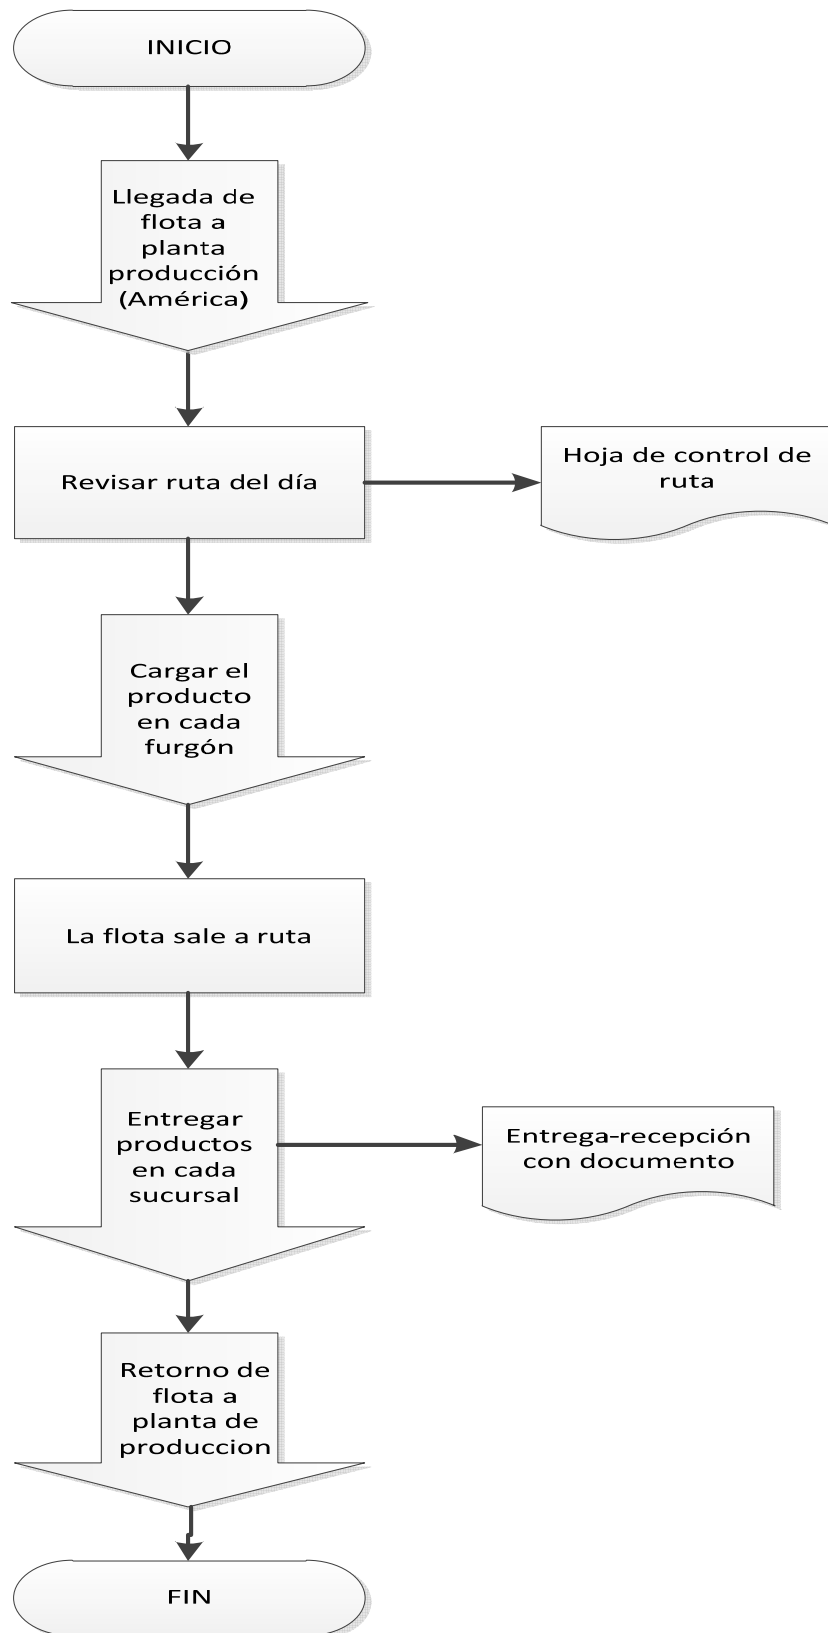 INICIO
Llegada de
flota a
planta
producción
(América)
Revisar ruta del día
Hoja de control de
ruta
Cargar el
producto
en cada
furgón
La flota sale a ruta
Entregar
productos
en cada
sucursal
Entrega-recepción
con documento
Retorno de
flota a
planta de
produccion
FIN